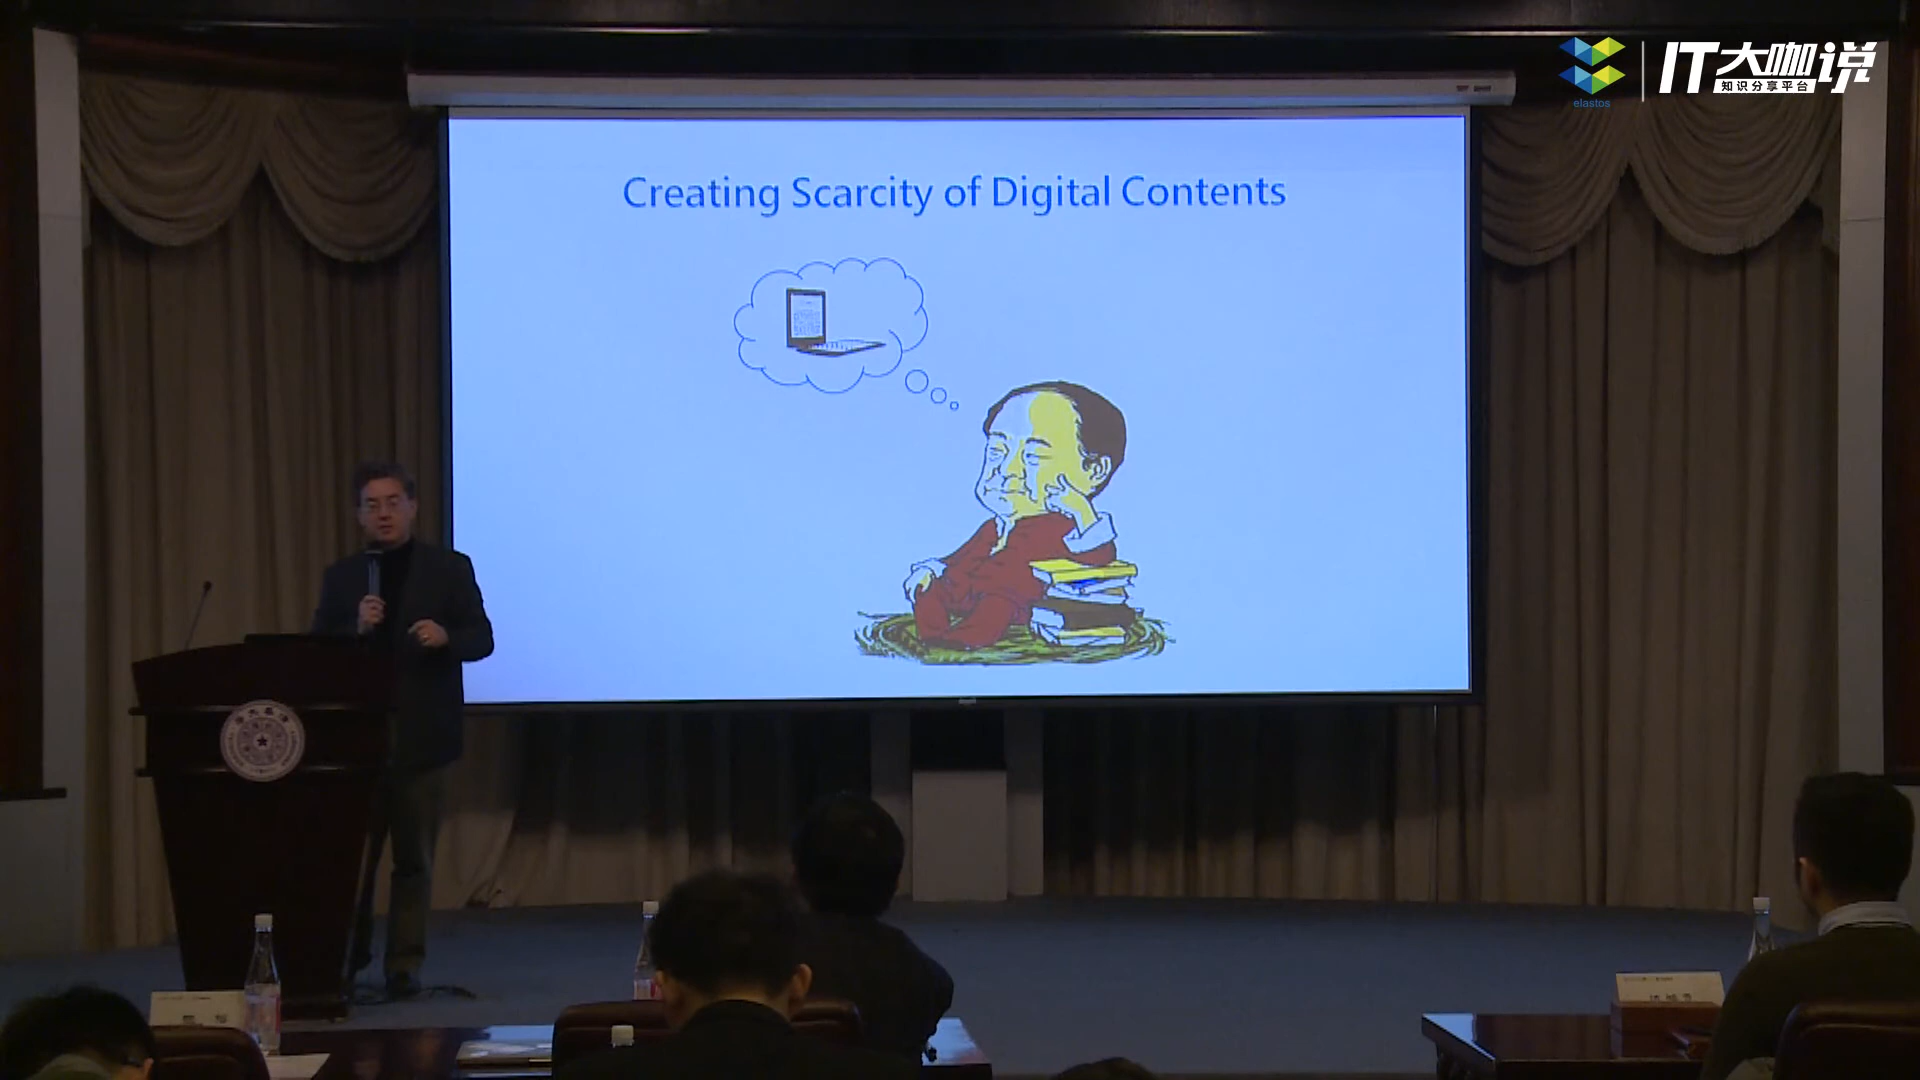 elastos
IT大咖说
知识分享平台
Creating Scarcity of Digital Contents